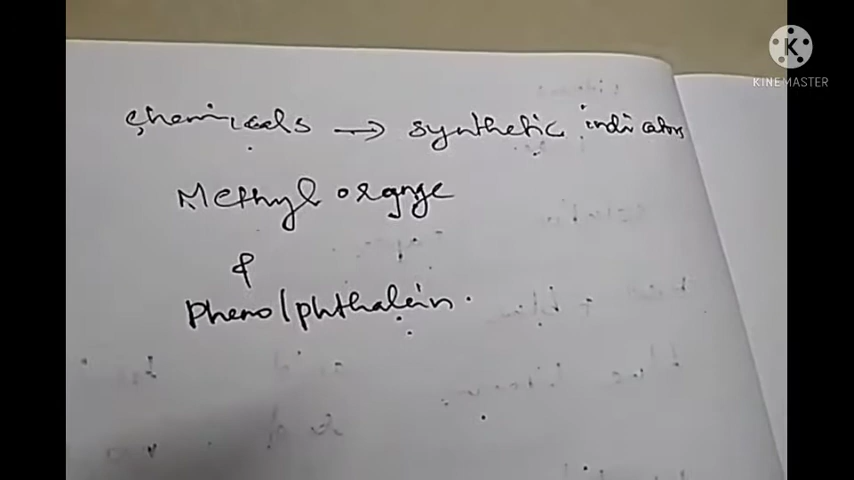 chemicals → synthetic indicators
Methyl orange
&
Phenolphthalein.
KINEMASTER